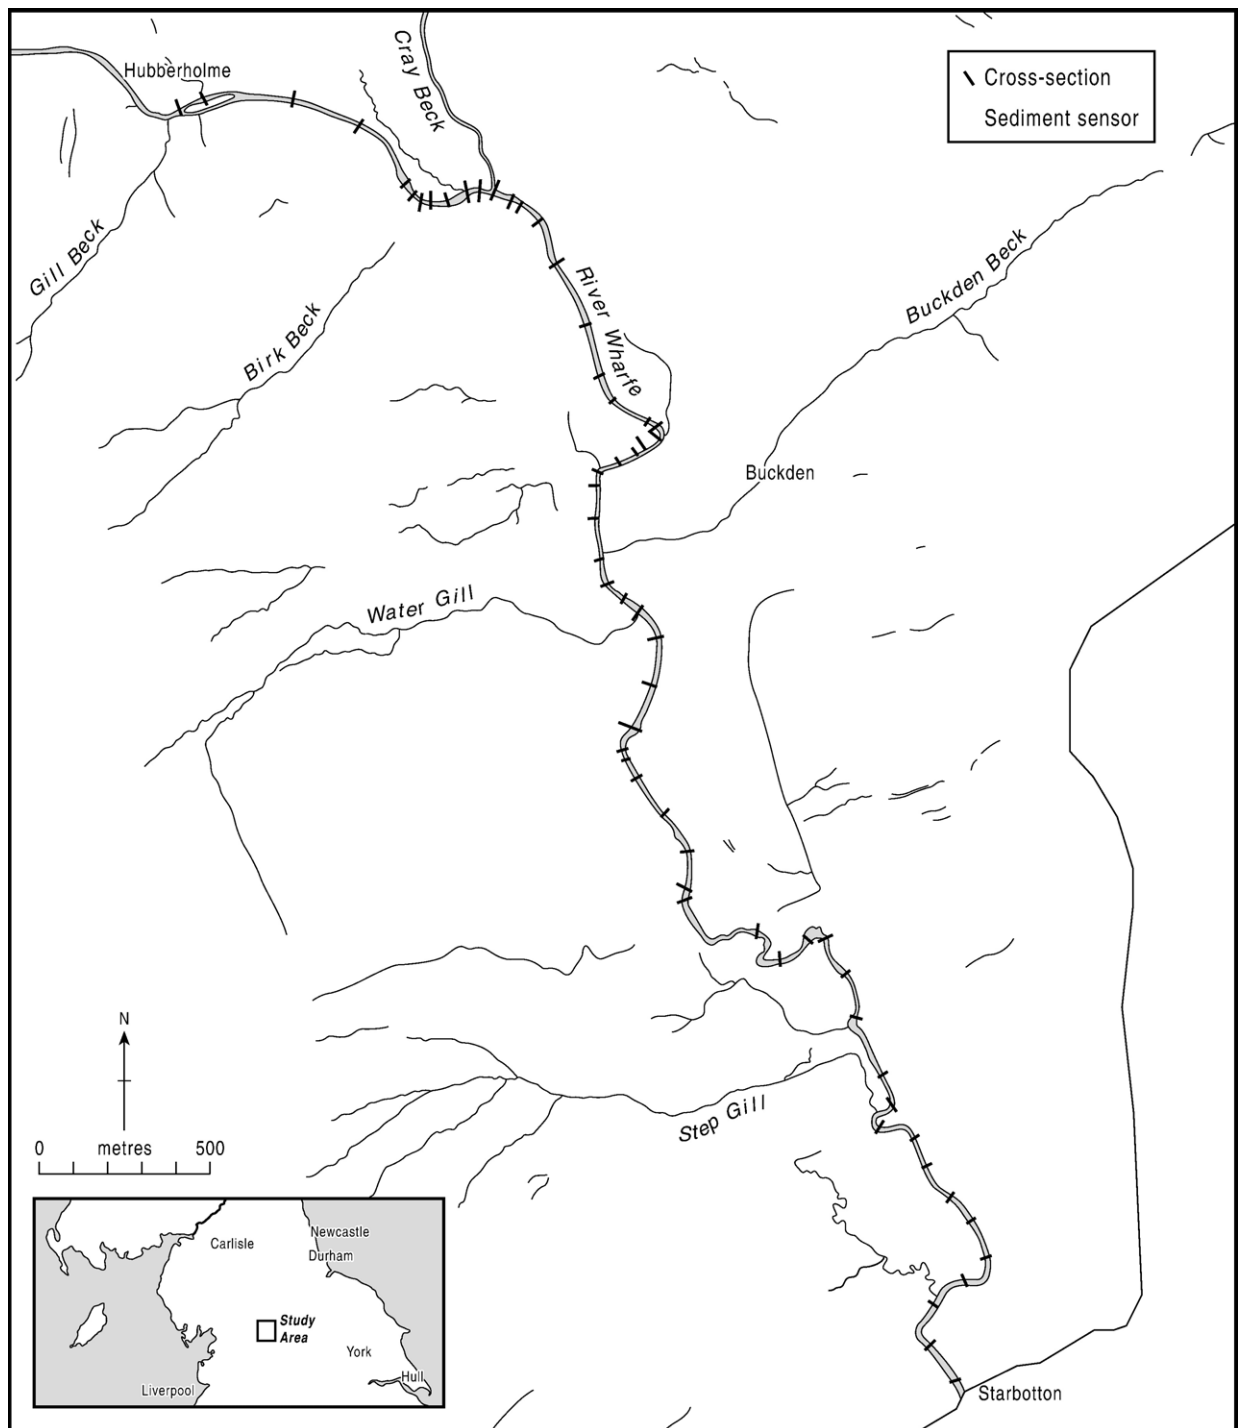 Hubberholme
Cray Beck
Cross-section
Sediment sensor
Gill Beck
Birk Beck
River Wharfe
Buckden Beck
Buckden
Water Gill
N
0 metres 500
Step Gill
Carlisle
Newcastle
Durham
Study
Area
York
Hull
Liverpool
Starbotton